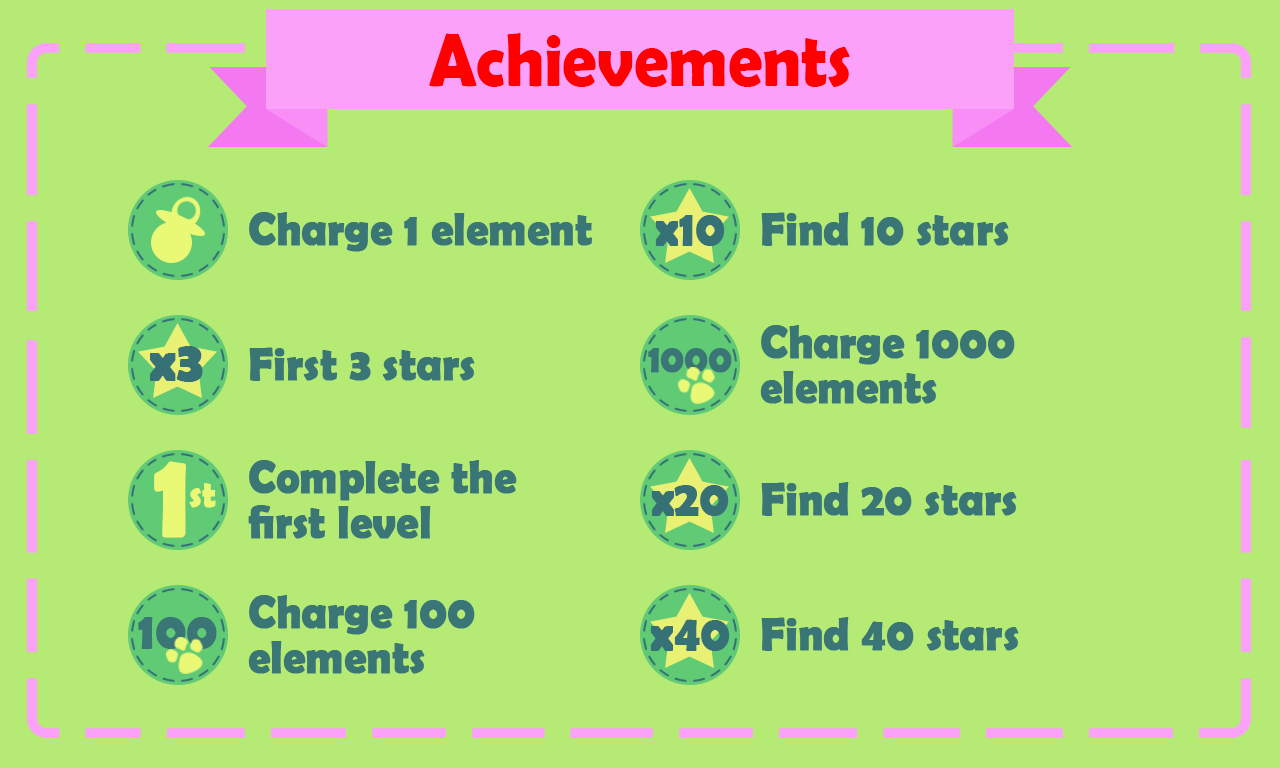 Achievements
Charge 1 element
x3
First 3 stars
1st
Complete the
first level
100
Charge 100
elements
x10
Find 10 stars
1000
Charge 1000
elements
x20
Find 20 stars
x40
Find 40 stars